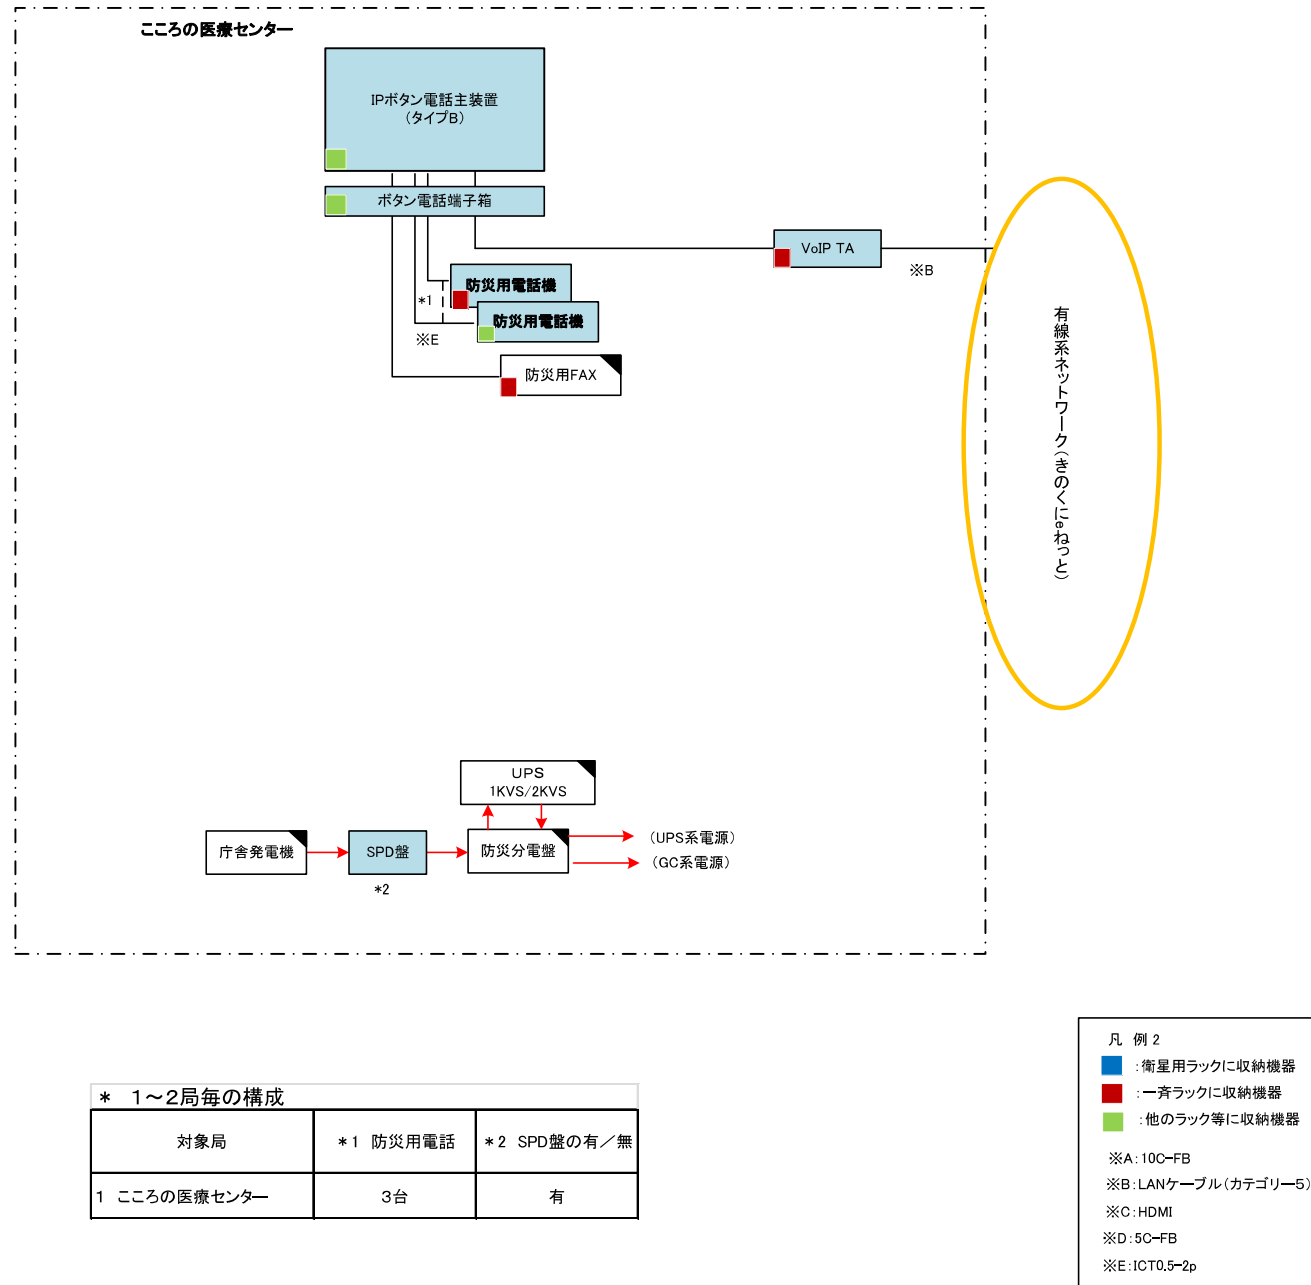 こころの医療センター
IPボタン電話主装置
(タイプB)
ボタン電話端子箱
VoIP TA
※B
防災用電話機
*1
防災用電話機
※E
防災用FAX
有線系ネットワーク(きのくにeねっと)
UPS
1KVS/2KVS
庁舎発電機
SPD盤
防災分電盤
(UPS系電源)
(GC系電源)
*2
凡 例 2
:衛星用ラックに収納機器
:一斉ラックに収納機器
:他のラック等に収納機器
※A:10C-FB
※B:LANケーブル(カテゴリー5)
※C:HDMI
※D:5C-FB
※E:ICT0.5-2p
* 1~2局毎の構成
対象局 *1 防災用電話 *2 SPD盤の有/無
1 こころの医療センター 3台 有